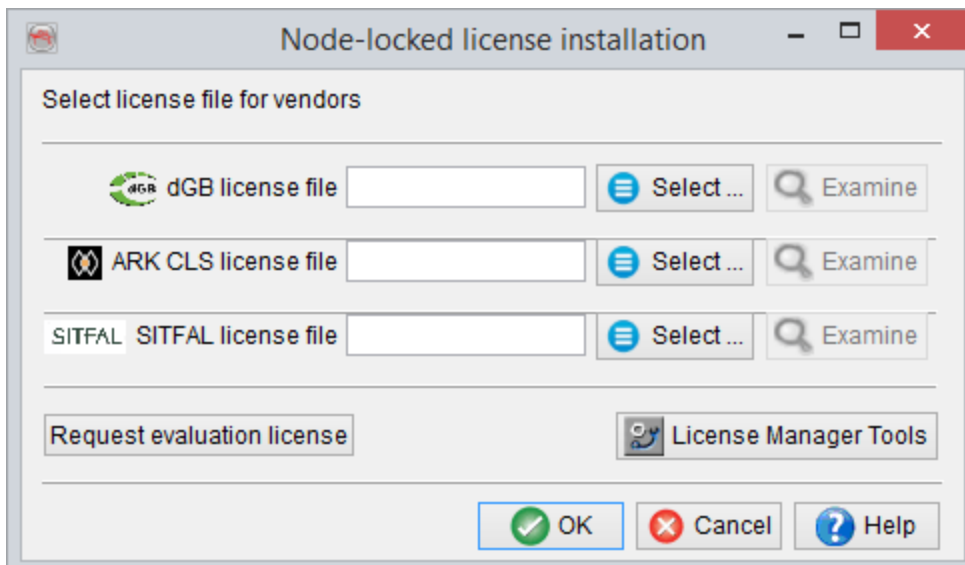 Node-locked license installation
Select license file for vendors
dGB dGB license file Select ... Examine
ARK CLS license file Select ... Examine
SITFAL SITFAL license file Select ... Examine
Request evaluation license License Manager Tools
OK Cancel Help